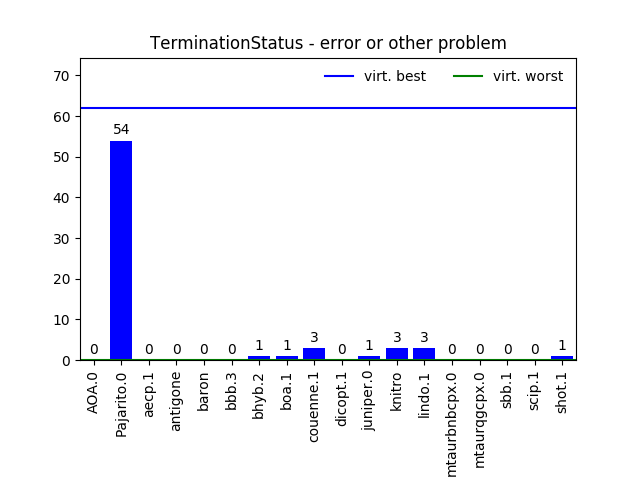 TerminationStatus - error or other problem
virt. best
virt. worst
70
60
50
40
30
20
10
0
0
54
0
0
0
0
1
1
3
0
1
3
3
0
0
0
0
1
AOA.0
Pajarito.0
aecp.1
antigone
baron
bbb.3
bhyb.2
boa.1
couenne.1
dicopt.1
juniper.0
knitro
lindo.1
mtaurbnbcpx.0
mtaurqgcpx.0
sbb.1
scip.1
shot.1